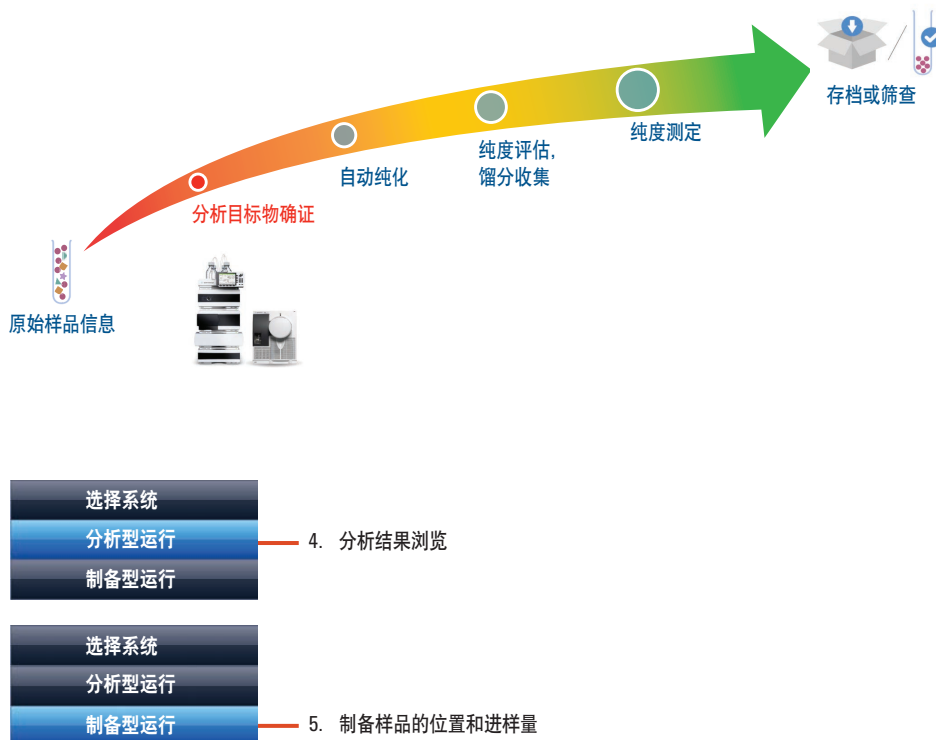 存档或筛查
纯度测定
纯度评估，
馏分收集
自动纯化
分析目标物确证
原始样品信息
选择系统
分析型运行
4. 分析结果浏览
制备型运行
选择系统
分析型运行
制备型运行
5. 制备样品的位置和进样量